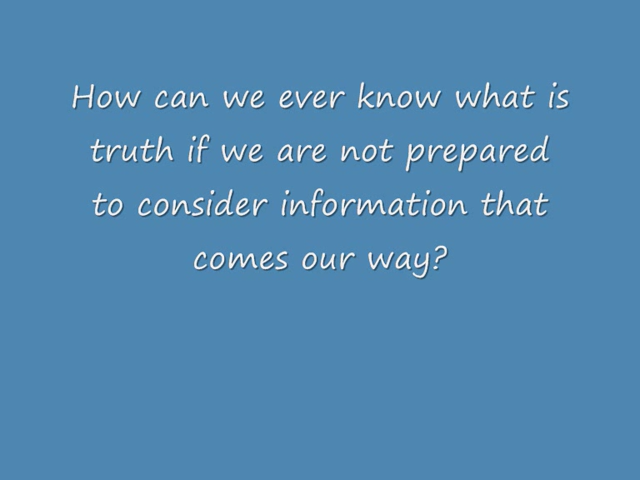 How can we ever know what is
truth if we are not prepared
to consider information that
comes our way?